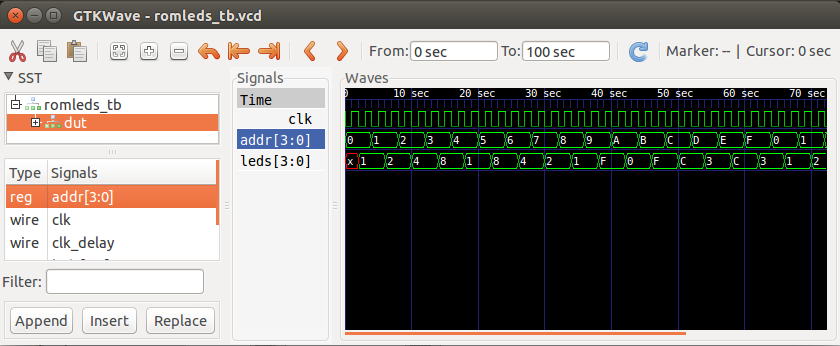 GTKWave - romleds_tb.vcd
From: 0 sec To: 100 sec Marker: -- | Cursor: 0 sec
SST
romleds_tb
dut
Type Signals
reg addr[3:0]
wire clk
wire clk_delay
Filter:
Append Insert Replace
Signals
Time
clk
addr[3:0]
leds[3:0]
Waves
0 10 sec 20 sec 30 sec 40 sec 50 sec 60 sec 70 sec
0 1 2 3 4 5 6 7 8 9 A B C D E F 0 1
x 1 2 4 8 1 8 4 2 1 F 0 F C 3 C 3 1 2